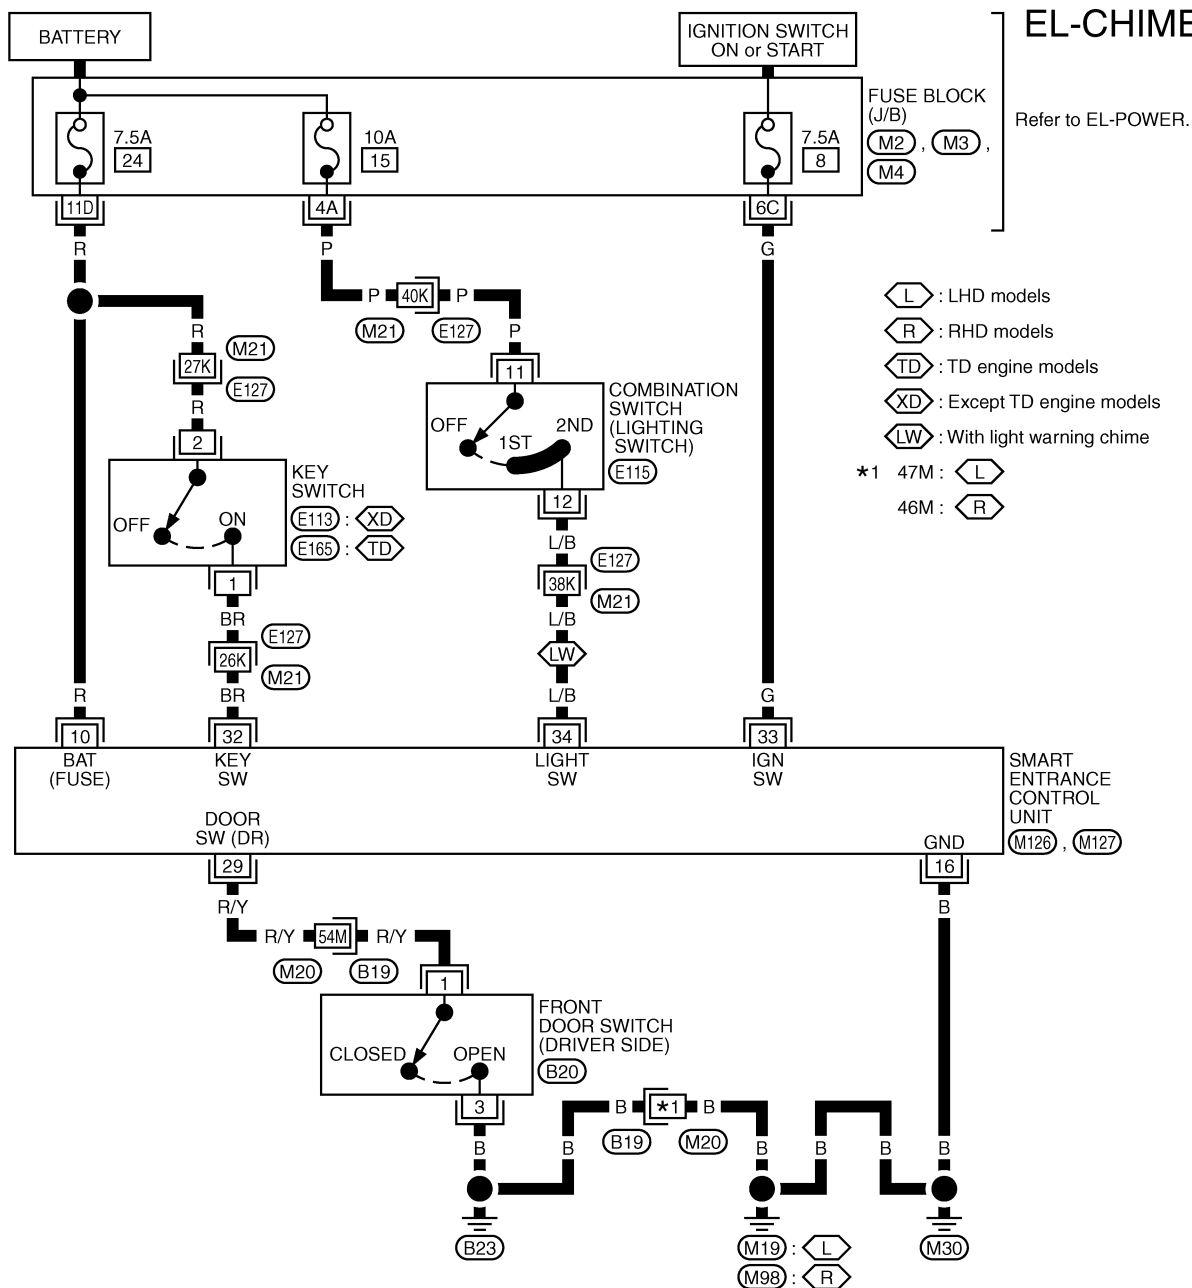 EL-CHIME
BATTERY
IGNITION SWITCH
ON or START
FUSE BLOCK
(J/B)
M2 , M3 ,
M4
Refer to EL-POWER.
7.5A
24
10A
15
7.5A
8
11D
4A
6C
R
P
G
P
40K
P
M21
E127
L : LHD models
R : RHD models
TD : TD engine models
XD : Except TD engine models
LW : With light warning chime
*1 47M : L
46M : R
R
27K
M21
E127
R
P
2
11
COMBINATION
SWITCH
(LIGHTING
SWITCH)
E115
OFF
1ST
2ND
KEY
SWITCH
E113 : XD
E165 : TD
OFF
ON
12
L/B
E127
38K
M21
L/B
LW
L/B
1
BR
E127
26K
M21
BR
R
G
10
32
34
33
BAT
(FUSE)
KEY
SW
LIGHT
SW
IGN
SW
SMART
ENTRANCE
CONTROL
UNIT
M126 , M127
DOOR
SW (DR)
GND
29
16
R/Y
B
R/Y
54M
R/Y
M20
B19
1
FRONT
DOOR SWITCH
(DRIVER SIDE)
B20
CLOSED
OPEN
3
B
*1
B
B19
M20
B
B
B
B
B
B
B23
M19 : L
M98 : R
M30